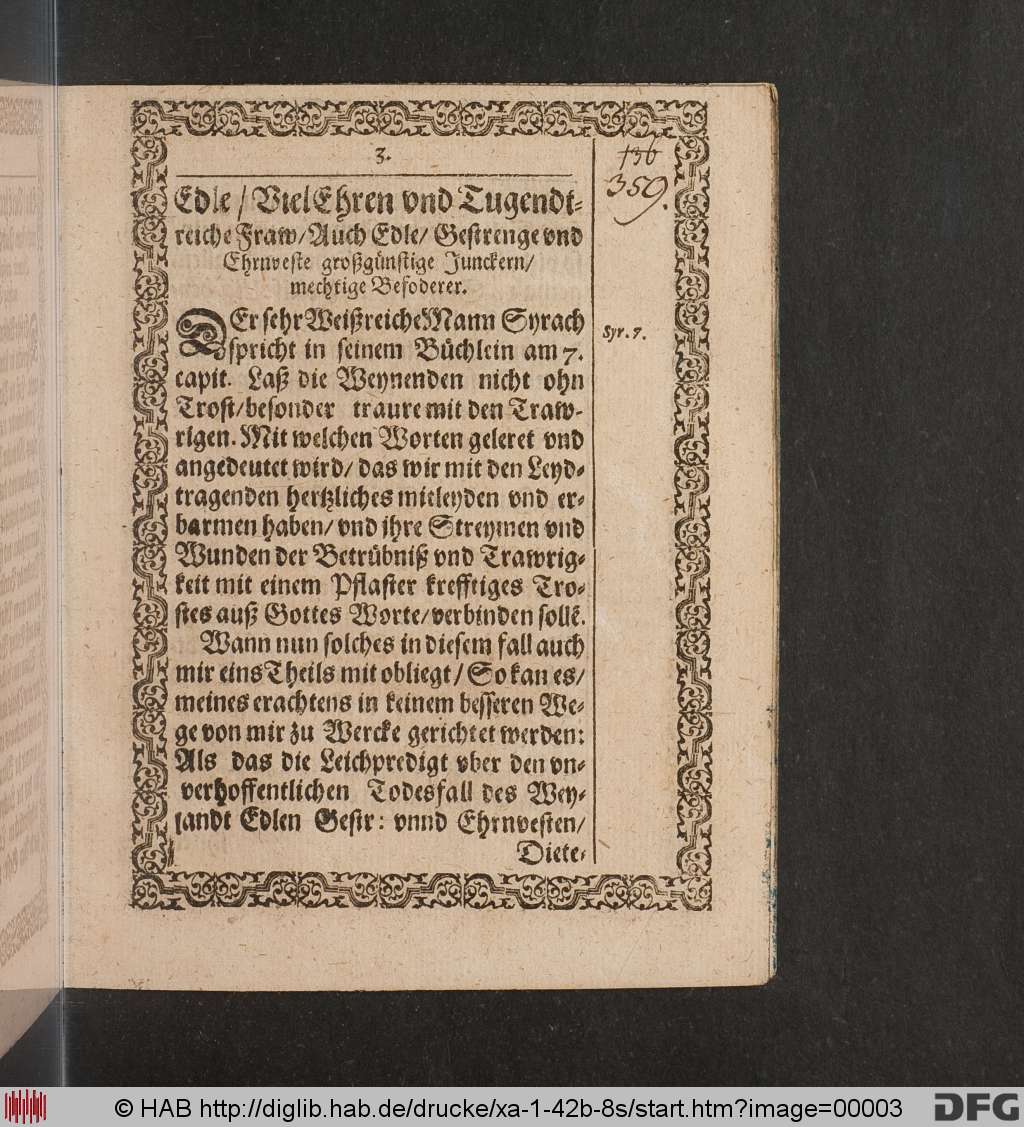 3.
136
359.
Edle / Viel Ehren vnd Tugendt-
reiche Fraw / Auch Edle / Gestrenge vnd
Ehrnveste großgünstige Junckern /
mechtige Befoderer.
DEr sehr Weißreiche Mann Syrach
spricht in seinem Büchlein am 7.
Syr. 7.
capit. Laß die Weynenden nicht ohn
Trost / besonder traure mit den Traw-
rigen. Mit welchen Worten geleret vnd
angedeutet wird / das wir mit den Leyd-
tragenden hertzliches mitleyden vnd er-
barmen haben / vnd ihre Streymen vnd
Wunden der Betrübniß vnd Trawrig-
keit mit einem Pflaster krefftiges Tro-
stes auß Gottes Worte / verbinden sollē.
Wann nun solches in diesem fall auch
mir eins Theils mit obliegt / So kan es /
meines erachtens in keinem besseren We-
ge von mir zu Wercke gerichtet werden:
Als das die Leichpredigt vber den vn-
verhoffentlichen Todesfall des Wey-
landt Edlen Gestr: vnnd Ehrnvesten /
Diete-
© HAB http://diglib.hab.de/drucke/xa-1-42b-8s/start.htm?image=00003
DFG